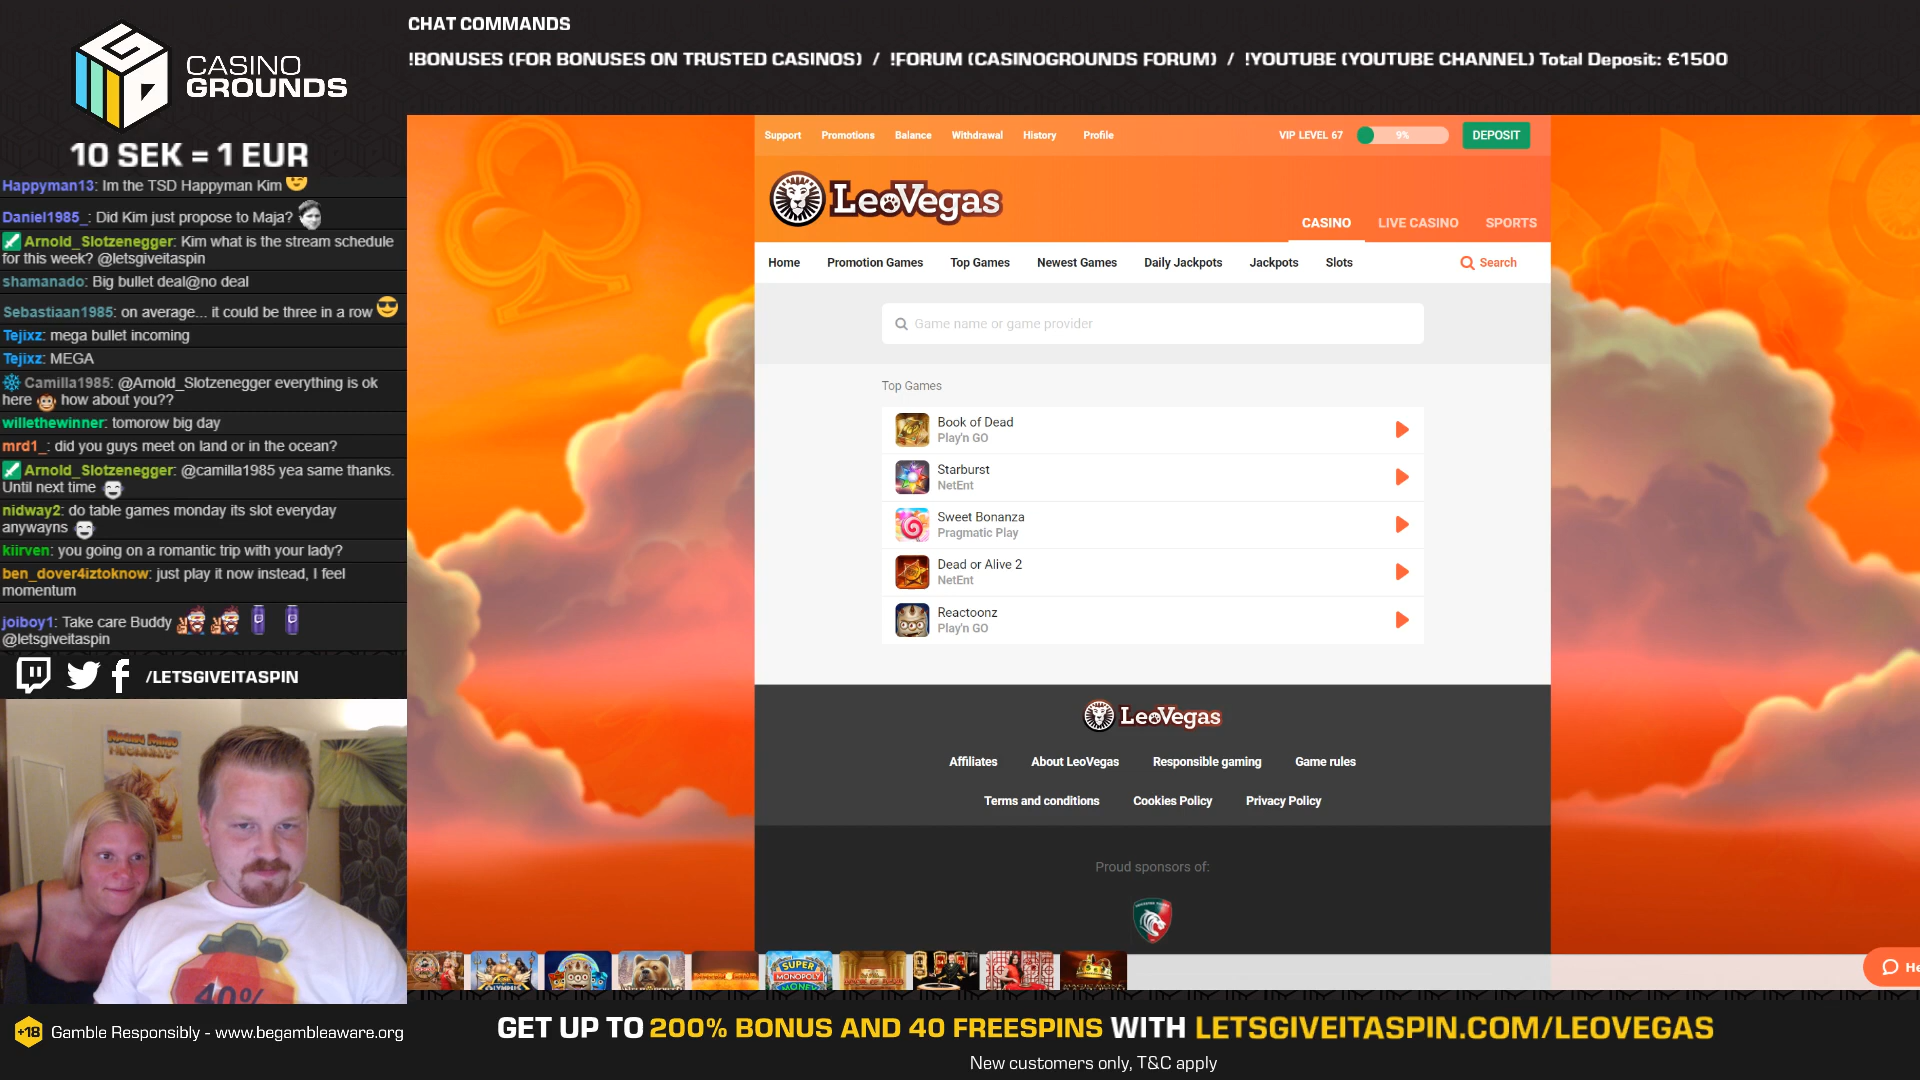 CASINO
GROUNDS
10 SEK = 1 EUR
CHAT COMMANDS
!BONUSES (FOR BONUSES ON TRUSTED CASINOS) / !FORUM (CASINOGROUNDS FORUM) / !YOUTUBE (YOUTUBE CHANNEL) Total Deposit: €1500
Happyman13: Im the TSD Happyman Kim
Daniel1985_: Did Kim just propose to Maja?
Arnold_Slotzenegger: Kim what is the stream schedule
for this week? @letsgiveitaspin
shamanado: Big bullet deal@no deal
Sebastiaan1985: on average... it could be three in a row
Tejixz: mega bullet incoming
Tejixz: MEGA
Camilla1985: @Arnold_Slotzenegger everything is ok
here how about you??
willethewinner: tomorow big day
mrd1_: did you guys meet on land or in the ocean?
Arnold_Slotzenegger: @camilla1985 yea same thanks.
Until next time
nidway2: do table games monday its slot everyday
anywayns
kiirven: you going on a romantic trip with your lady?
ben_dover4iztoknow: just play it now instead, I feel
momentum
joiboy1: Take care Buddy
@letsgiveitaspin
/LETSGIVEITASPIN
40%
Support Promotions Balance Withdrawal History Profile
VIP LEVEL 67 9% DEPOSIT
LeoVegas
CASINO LIVE CASINO SPORTS
Home Promotion Games Top Games Newest Games Daily Jackpots Jackpots Slots Search
Game name or game provider
Top Games
Book of Dead
Play'n GO
Starburst
NetEnt
Sweet Bonanza
Pragmatic Play
Dead or Alive 2
NetEnt
Reactoonz
Play'n GO
LeoVegas
Affiliates About LeoVegas Responsible gaming Game rules
Terms and conditions Cookies Policy Privacy Policy
Proud sponsors of:
SUPER
MONOPOLY
MONEY
He
+18 Gamble Responsibly - www.begambleaware.org
GET UP TO 200% BONUS AND 40 FREESPINS WITH LETSGIVEITASPIN.COM/LEOVEGAS
New customers only, T&C apply